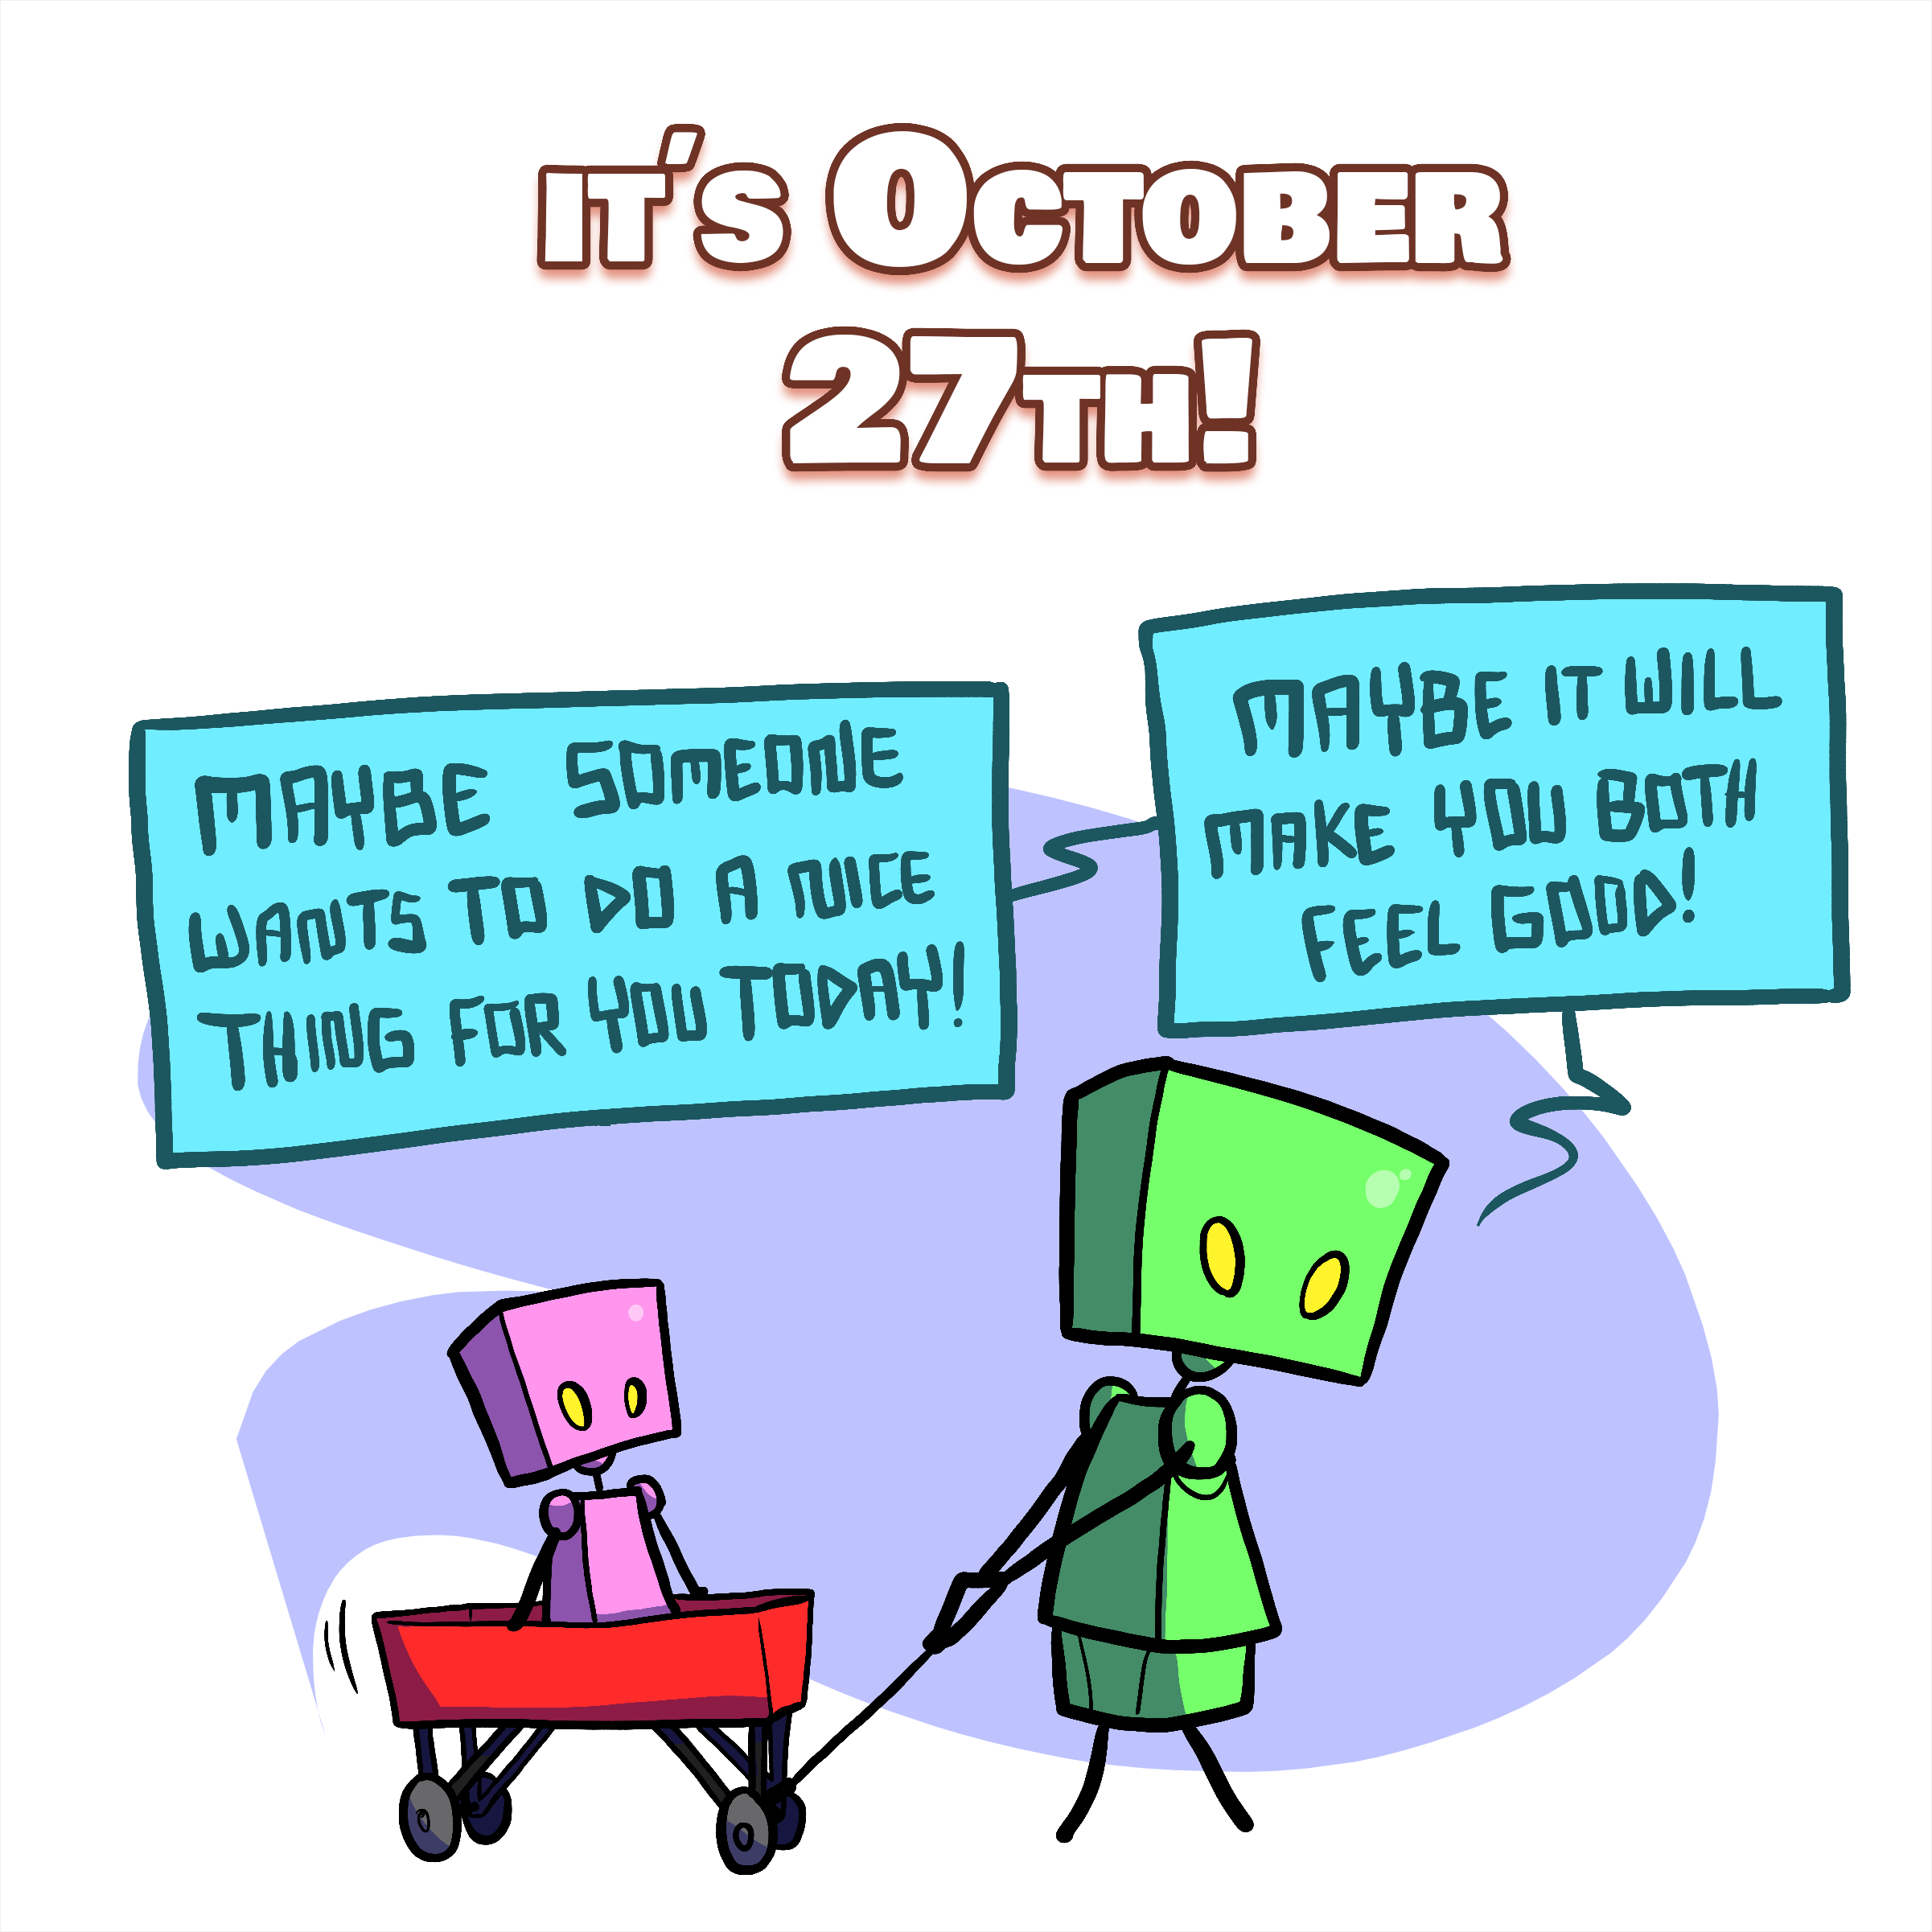 it's October
27th!
MAYBE SOMEONE
WANTS TO DO A NICE
THING FOR YOU TODAY!
MAYBE IT WILL
MAKE YOU BOTH
FEEL GOOD!